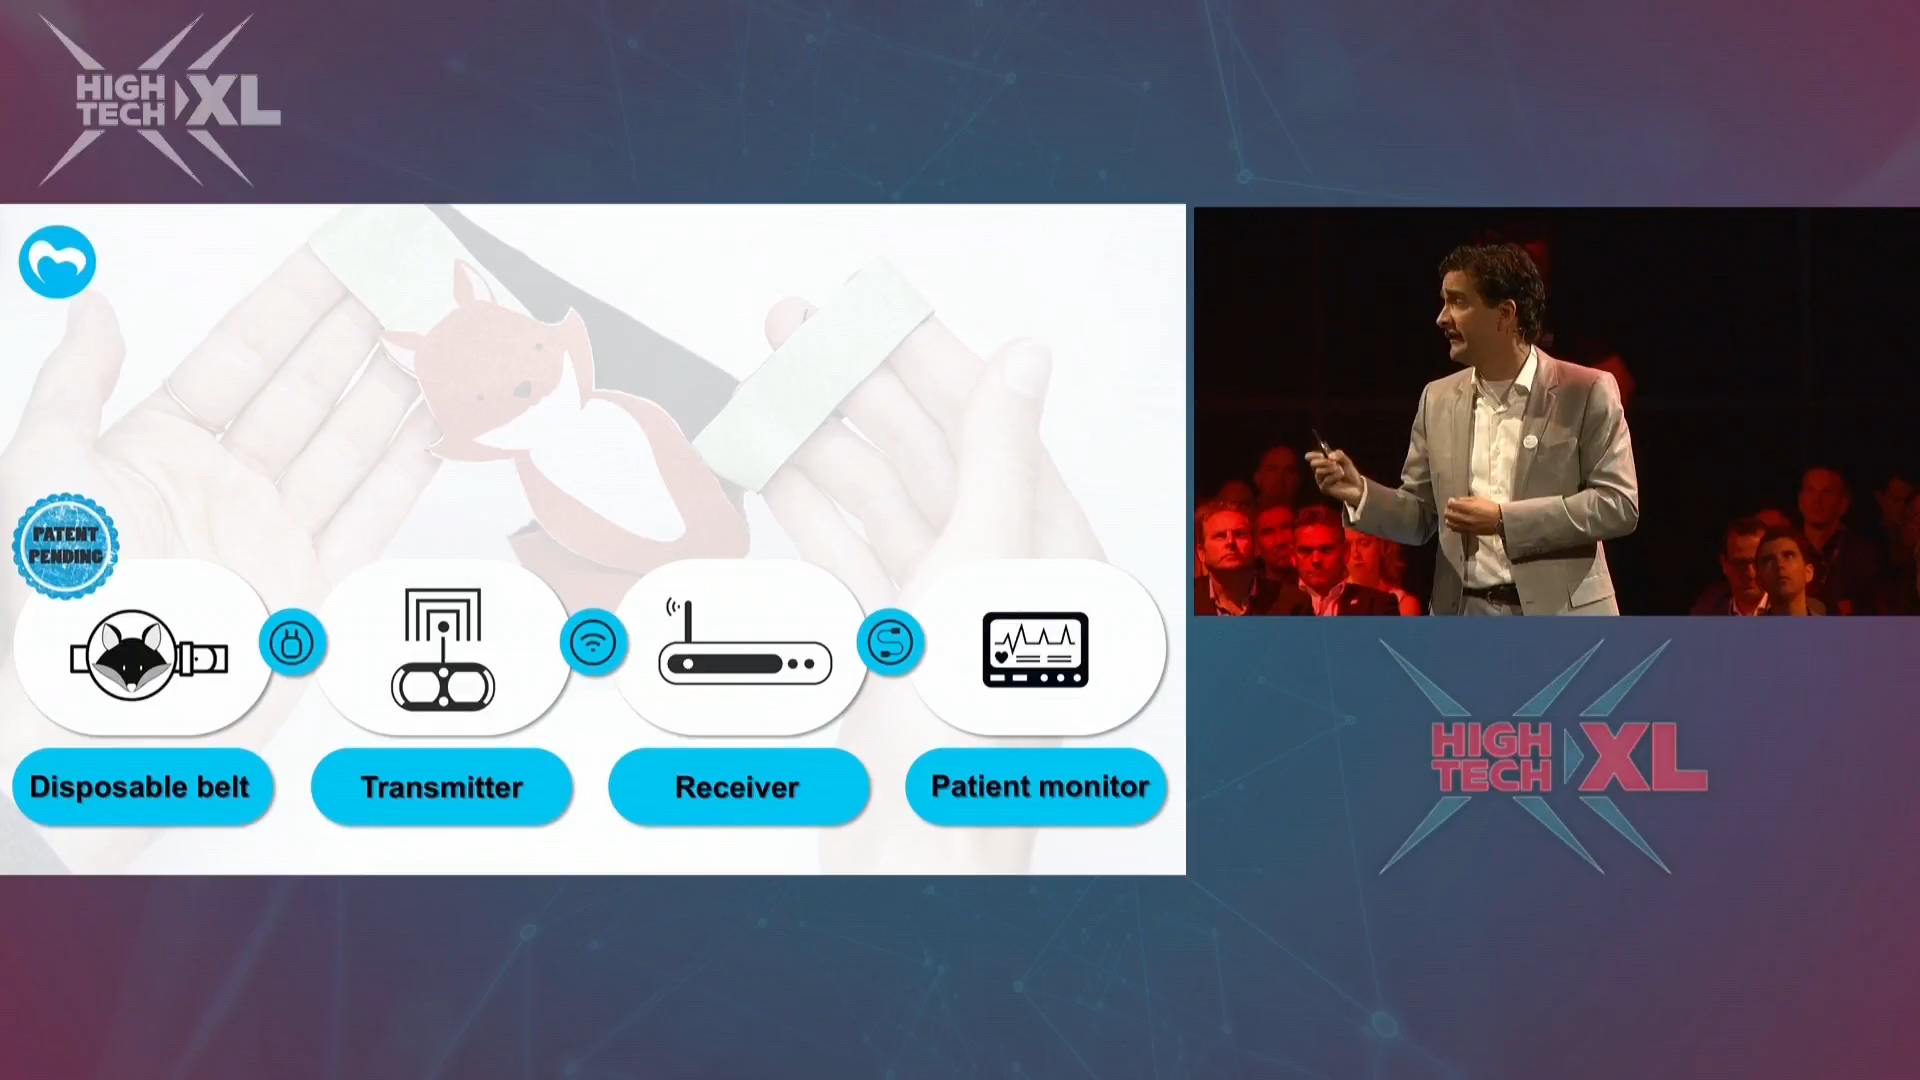 HIGH
TECH XL
PATENT
PENDING
Disposable belt
Transmitter
Receiver
Patient monitor
HIGH
TECH XL